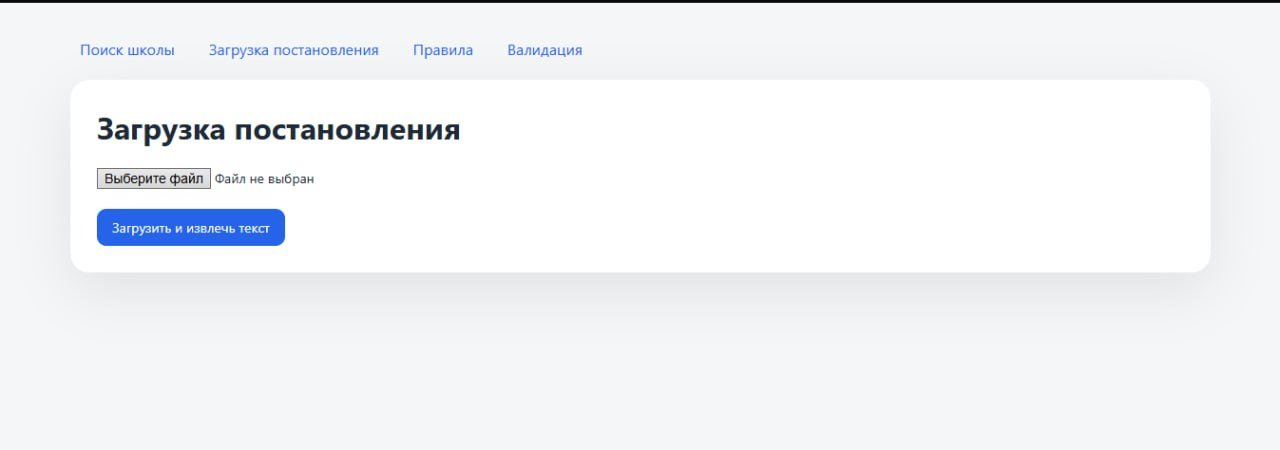 Поиск школы Загрузка постановления Правила Валидация
Загрузка постановления
Выберите файл Файл не выбран
Загрузить и извлечь текст